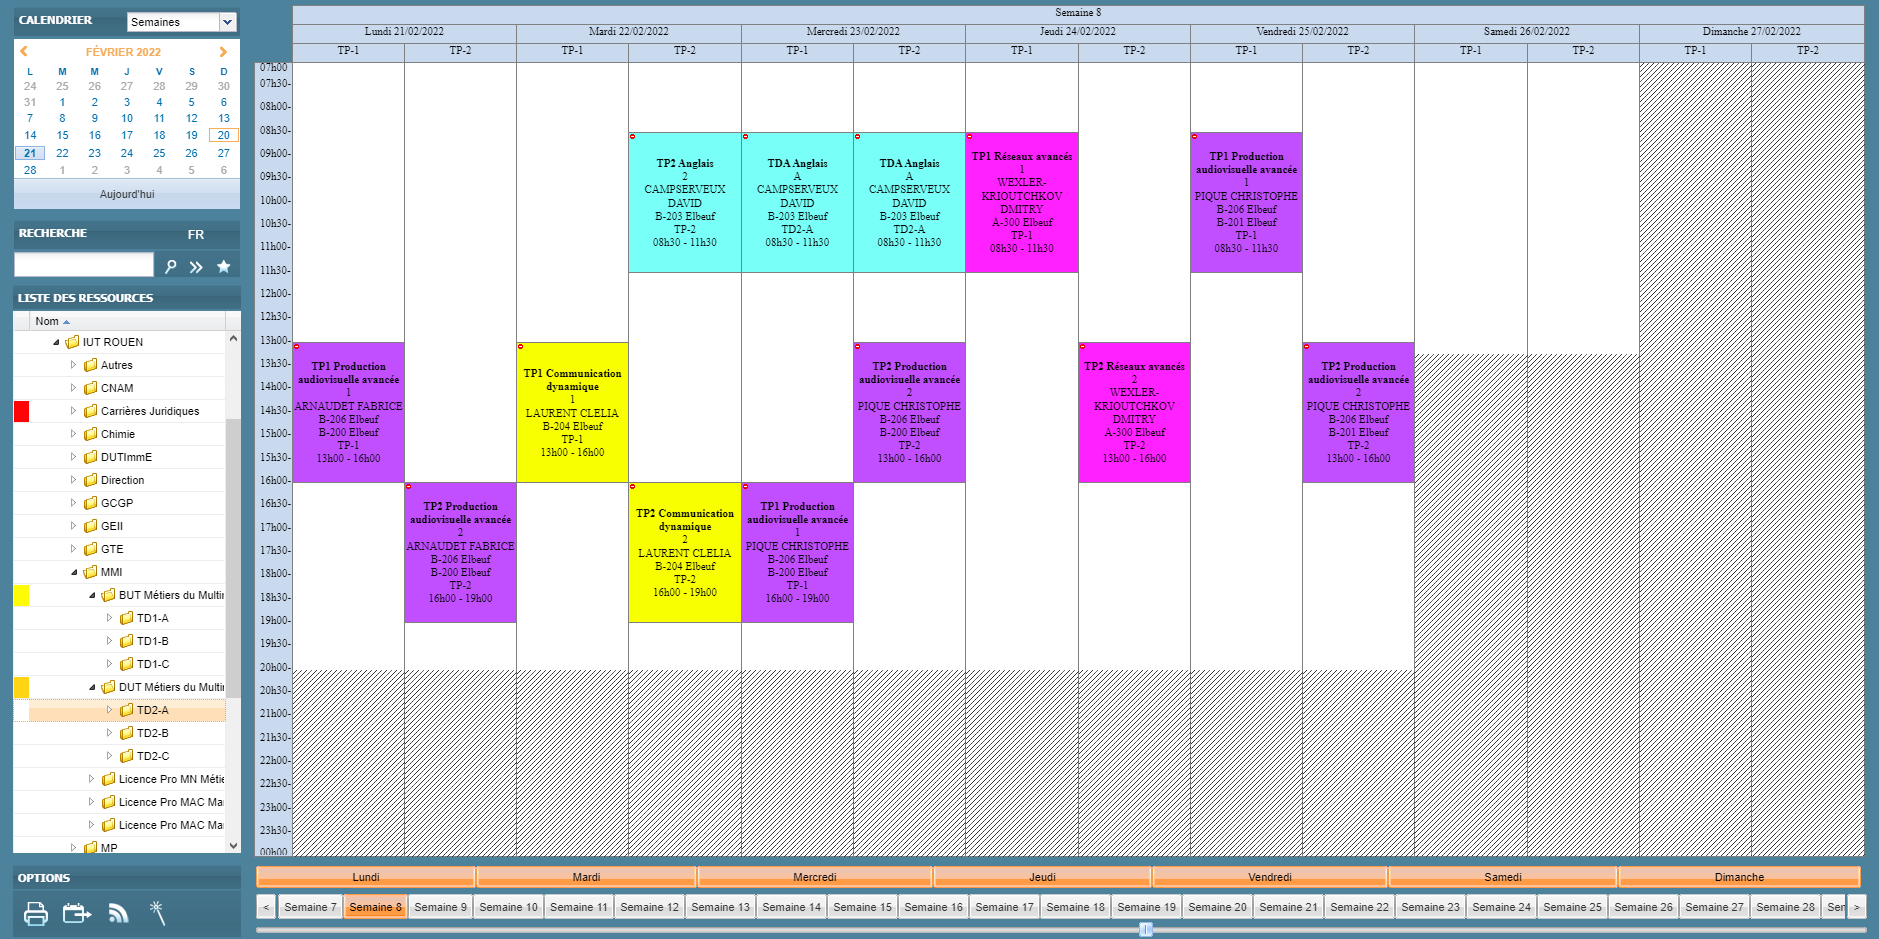 CALENDRIER
Semaines
FÉVRIER 2022
L M M J V S D
24 25 26 27 28 29 30
31 1 2 3 4 5 6
7 8 9 10 11 12 13
14 15 16 17 18 19 20
21 22 23 24 25 26 27
28 1 2 3 4 5 6
Aujourd'hui
RECHERCHE FR
LISTE DES RESSOURCES
Nom
IUT ROUEN
Autres
CNAM
Carrières Juridiques
Chimie
DUTImmE
Direction
GCGP
GEII
GTE
MMI
BUT Métiers du Multi
TD1-A
TD1-B
TD1-C
DUT Métiers du Multi
TD2-A
TD2-B
TD2-C
Licence Pro MN Métie
Licence Pro MAC Ma
Licence Pro MAC Ma
MP
OPTIONS
Semaine 8
Lundi 21/02/2022 Mardi 22/02/2022 Mercredi 23/02/2022 Jeudi 24/02/2022 Vendredi 25/02/2022 Samedi 26/02/2022 Dimanche 27/02/2022
TP-1 TP-2 TP-1 TP-2 TP-1 TP-2 TP-1 TP-2 TP-1 TP-2 TP-1 TP-2 TP-1 TP-2
07h00
07h30-
08h00-
08h30-
09h00-
09h30-
10h00-
10h30-
11h00-
11h30-
12h00-
12h30-
13h00-
13h30-
14h00-
14h30-
15h00-
15h30-
16h00-
16h30-
17h00-
17h30-
18h00-
18h30-
19h00-
19h30-
20h00-
20h30-
21h00-
21h30-
22h00-
22h30-
23h00-
23h30-
00h00
TP1 Production
audiovisuelle avancée
1
ARNAUDET FABRICE
B-206 Elbeuf
B-200 Elbeuf
TP-1
13h00 - 16h00
TP2 Production
audiovisuelle avancée
2
ARNAUDET FABRICE
B-206 Elbeuf
B-200 Elbeuf
TP-2
16h00 - 19h00
TP1 Communication
dynamique
1
LAURENT CLELIA
B-204 Elbeuf
TP-1
13h00 - 16h00
TP2 Anglais
2
CAMPSERVEUX
DAVID
B-203 Elbeuf
TP-2
08h30 - 11h30
TP2 Communication
dynamique
2
LAURENT CLELIA
B-204 Elbeuf
TP-2
16h00 - 19h00
TDA Anglais
A
CAMPSERVEUX
DAVID
B-203 Elbeuf
TD2-A
08h30 - 11h30
TP1 Production
audiovisuelle avancée
1
PIQUE CHRISTOPHE
B-206 Elbeuf
B-200 Elbeuf
TP-1
16h00 - 19h00
TDA Anglais
A
CAMPSERVEUX
DAVID
B-203 Elbeuf
TD2-A
08h30 - 11h30
TP2 Production
audiovisuelle avancée
2
PIQUE CHRISTOPHE
B-206 Elbeuf
B-200 Elbeuf
TP-2
13h00 - 16h00
TP1 Réseaux avancés
1
WEXLER-
KRIOUTCHKOV
DMITRY
A-300 Elbeuf
TP-1
08h30 - 11h30
TP2 Réseaux avancés
2
WEXLER-
KRIOUTCHKOV
DMITRY
A-300 Elbeuf
TP-2
13h00 - 16h00
TP1 Production
audiovisuelle avancée
1
PIQUE CHRISTOPHE
B-206 Elbeuf
B-201 Elbeuf
TP-1
08h30 - 11h30
TP2 Production
audiovisuelle avancée
2
PIQUE CHRISTOPHE
B-206 Elbeuf
B-201 Elbeuf
TP-2
13h00 - 16h00
Lundi Mardi Mercredi Jeudi Vendredi Samedi Dimanche
< Semaine 7 Semaine 8 Semaine 9 Semaine 10 Semaine 11 Semaine 12 Semaine 13 Semaine 14 Semaine 15 Semaine 16 Semaine 17 Semaine 18 Semaine 19 Semaine 20 Semaine 21 Semaine 22 Semaine 23 Semaine 24 Semaine 25 Semaine 26 Semaine 27 Semaine 28 Sem >